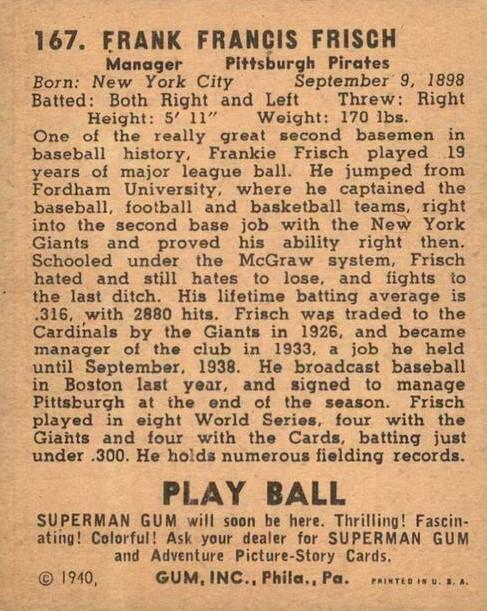 167. FRANK FRANCIS FRISCH
Manager Pittsburgh Pirates
Born: New York City September 9, 1898
Batted: Both Right and Left Threw: Right
Height: 5' 11" Weight: 170 lbs.
One of the really great second basemen in
baseball history, Frankie Frisch played 19
years of major league ball. He jumped from
Fordham University, where he captained the
baseball, football and basketball teams, right
into the second base job with the New York
Giants and proved his ability right then.
Schooled under the McGraw system, Frisch
hated and still hates to lose, and fights to
the last ditch. His lifetime batting average is
.316, with 2880 hits. Frisch was traded to the
Cardinals by the Giants in 1926, and became
manager of the club in 1933, a job he held
until September, 1938. He broadcast baseball
in Boston last year, and signed to manage
Pittsburgh at the end of the season. Frisch
played in eight World Series, four with the
Giants and four with the Cards, batting just
under .300. He holds numerous fielding records.
PLAY BALL
SUPERMAN GUM will soon be here. Thrilling! Fascin-
ating! Colorful! Ask your dealer for SUPERMAN GUM
and Adventure Picture-Story Cards.
© 1940, GUM, INC., Phila., Pa. PRINTED IN U. S. A.